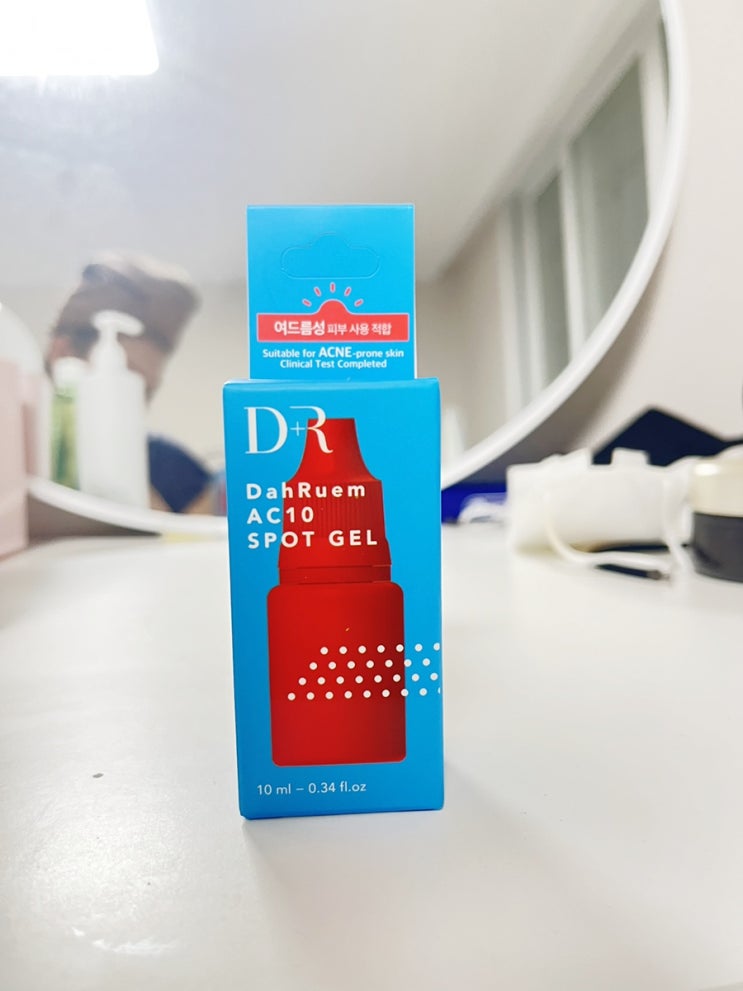 여드름성 피부 사용 적합
Suitable for ACNE-prone skin
Clinical Test Completed
D+R
DahRuem
AC10
SPOT GEL
10 ml – 0.34 fl.oz